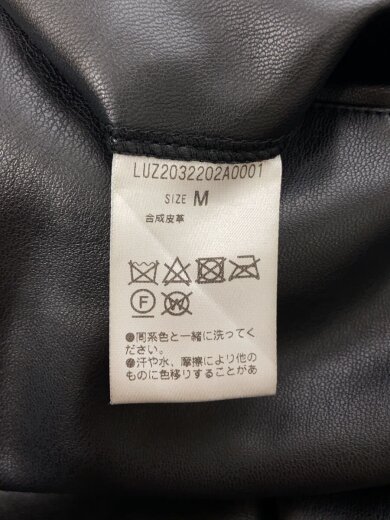 LUZ2032202A0001
SIZE M
合成皮革
F
W
●同系色と一緒に洗ってく
ださい。
●汗や水、摩擦により他の
ものに色移りすることがあ